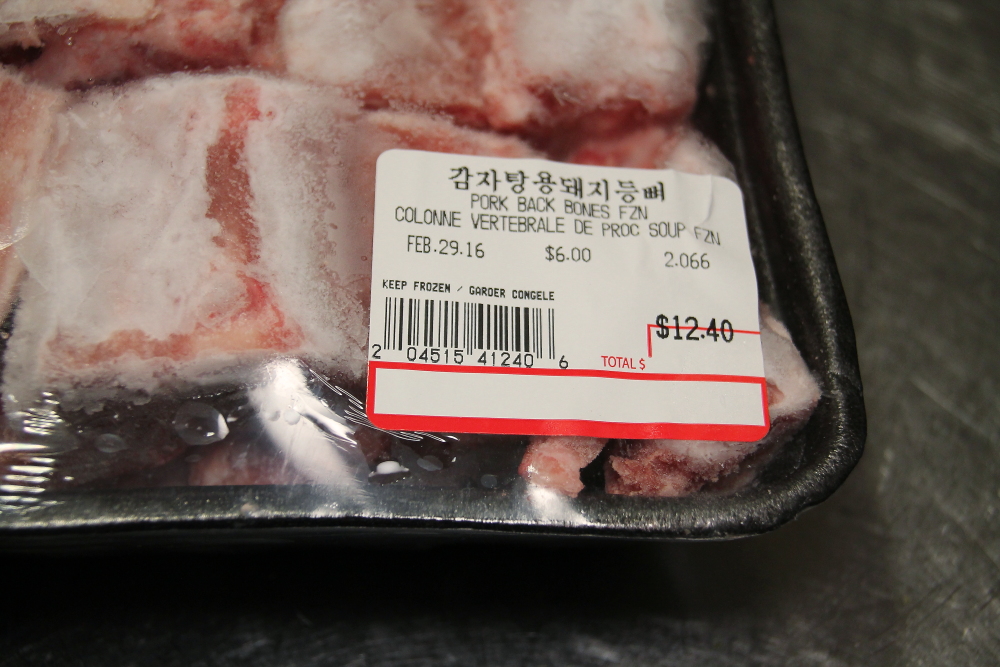 감자탕용돼지등뼈
PORK BACK BONES FZN
COLONNE VERTEBRALE DE PROC SOUP FZN
FEB.29.16 $6.00 2.066
KEEP FROZEN / GARDER CONGELE
$12.40
TOTAL $
2 04515 41240 6